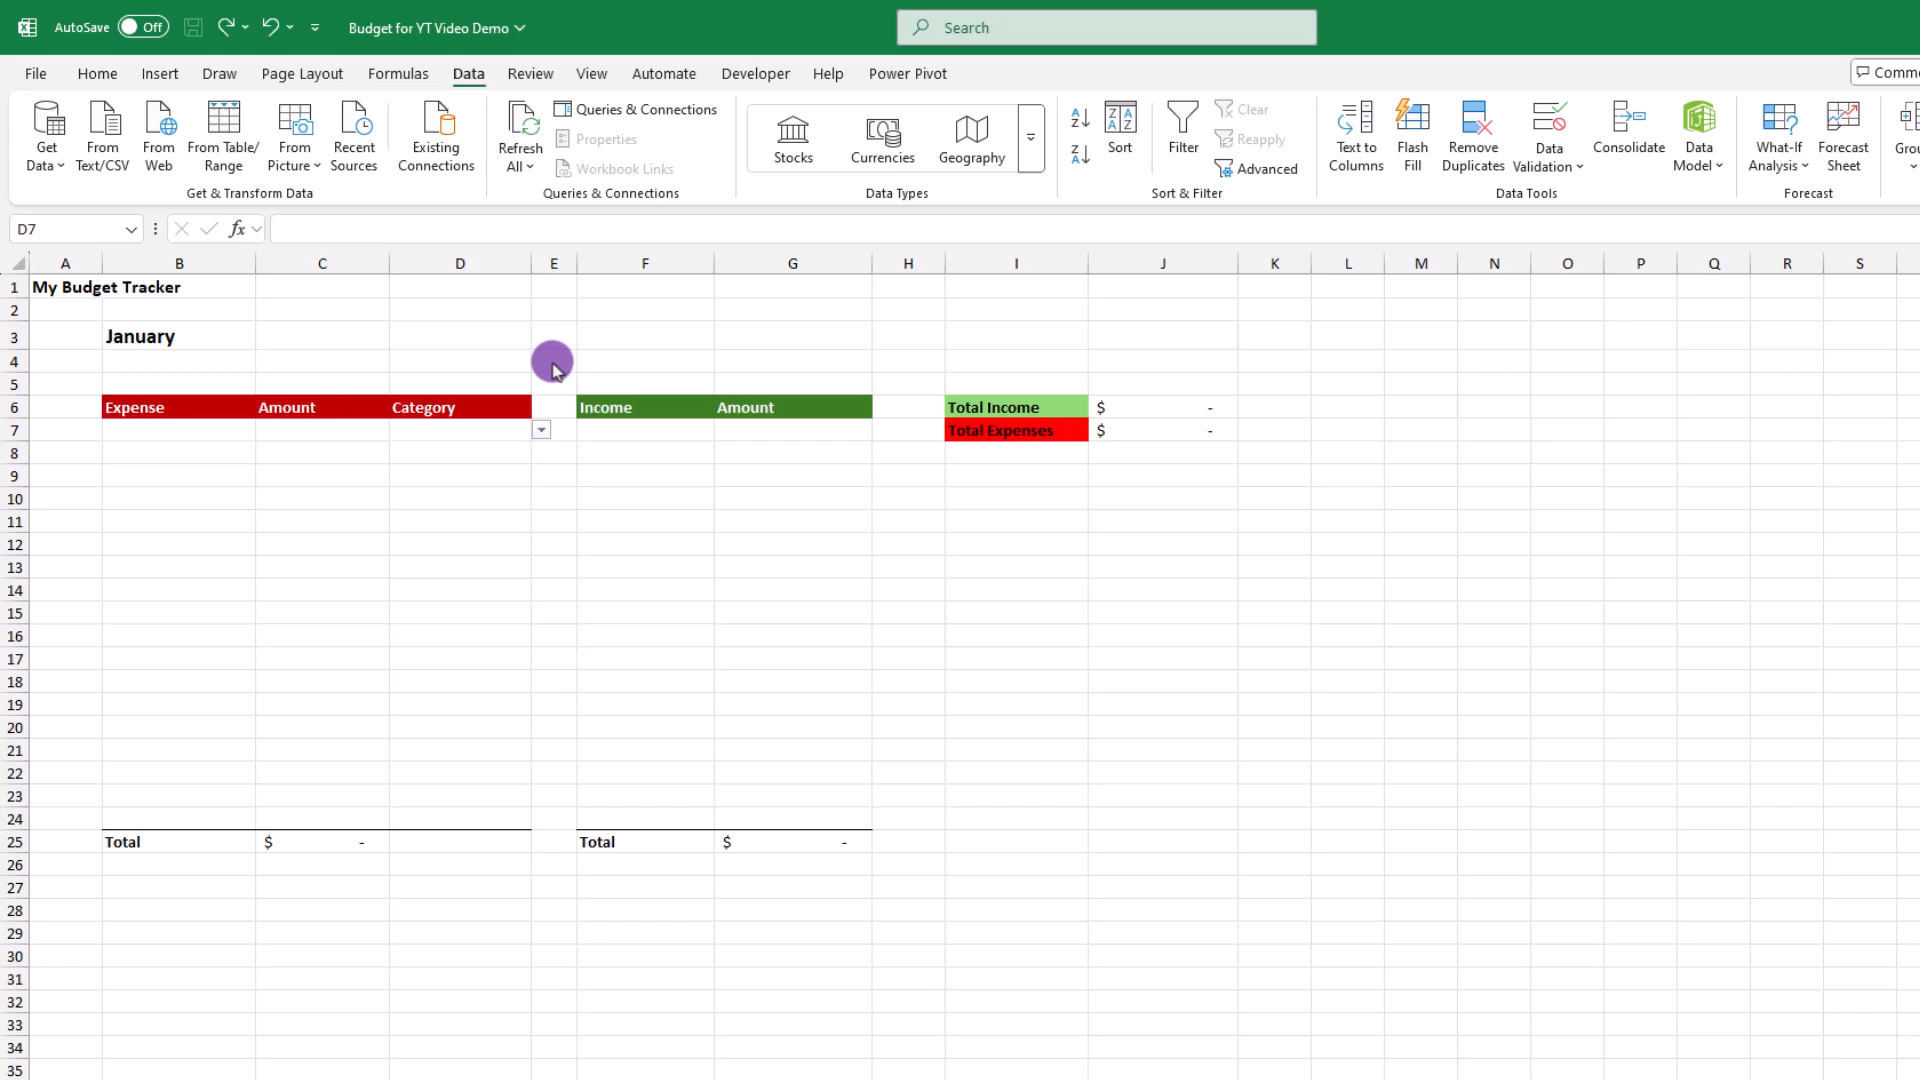 AutoSave Off Budget for YT Video Demo Search
File Home Insert Draw Page Layout Formulas Data Review View Automate Developer Help Power Pivot
Get Data From Text/CSV From Web From Table/ Range From Picture Recent Sources Existing Connections
Get & Transform Data
Refresh All Queries & Connections
Properties
Workbook Links
Queries & Connections
Stocks Currencies Geography
Data Types
Sort Filter Clear
Reapply
Advanced
Sort & Filter
Text to Columns Flash Fill Remove Duplicates Data Validation Consolidate Data Model
Data Tools
What-If Analysis Forecast Sheet
Forecast
D7 fx
A B C D E F G H I J K L M N O P Q R S
1 My Budget Tracker
2
3 January
4
5
6 Expense Amount Category Income Amount Total Income $ -
7 Total Expenses $ -
8
9
10
11
12
13
14
15
16
17
18
19
20
21
22
23
24
25 Total $ - Total $ -
26
27
28
29
30
31
32
33
34
35